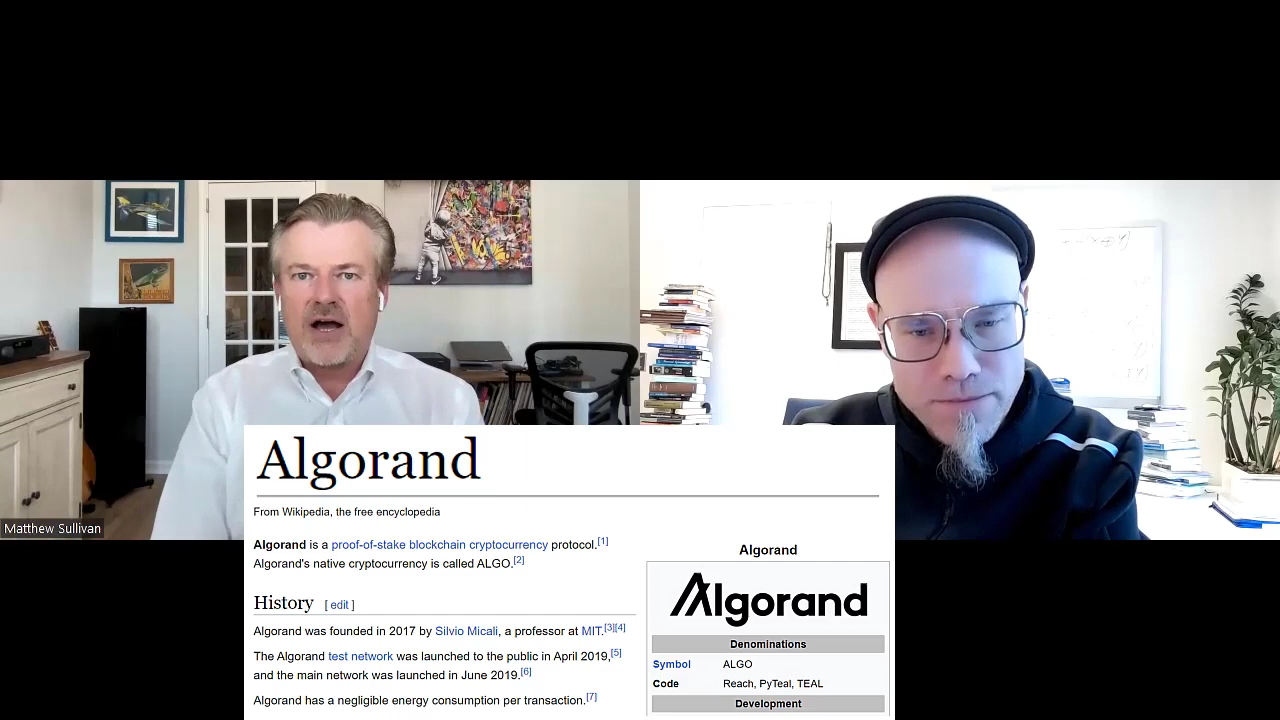 Matthew Sullivan
Algorand
From Wikipedia, the free encyclopedia
Algorand is a proof-of-stake blockchain cryptocurrency protocol.[1]
Algorand's native cryptocurrency is called ALGO.[2]
History [ edit ]
Algorand was founded in 2017 by Silvio Micali, a professor at MIT.[3][4]
The Algorand test network was launched to the public in April 2019,[5]
and the main network was launched in June 2019.[6]
Algorand has a negligible energy consumption per transaction.[7]
Algorand
Algorand
Denominations
Symbol ALGO
Code Reach, PyTeal, TEAL
Development